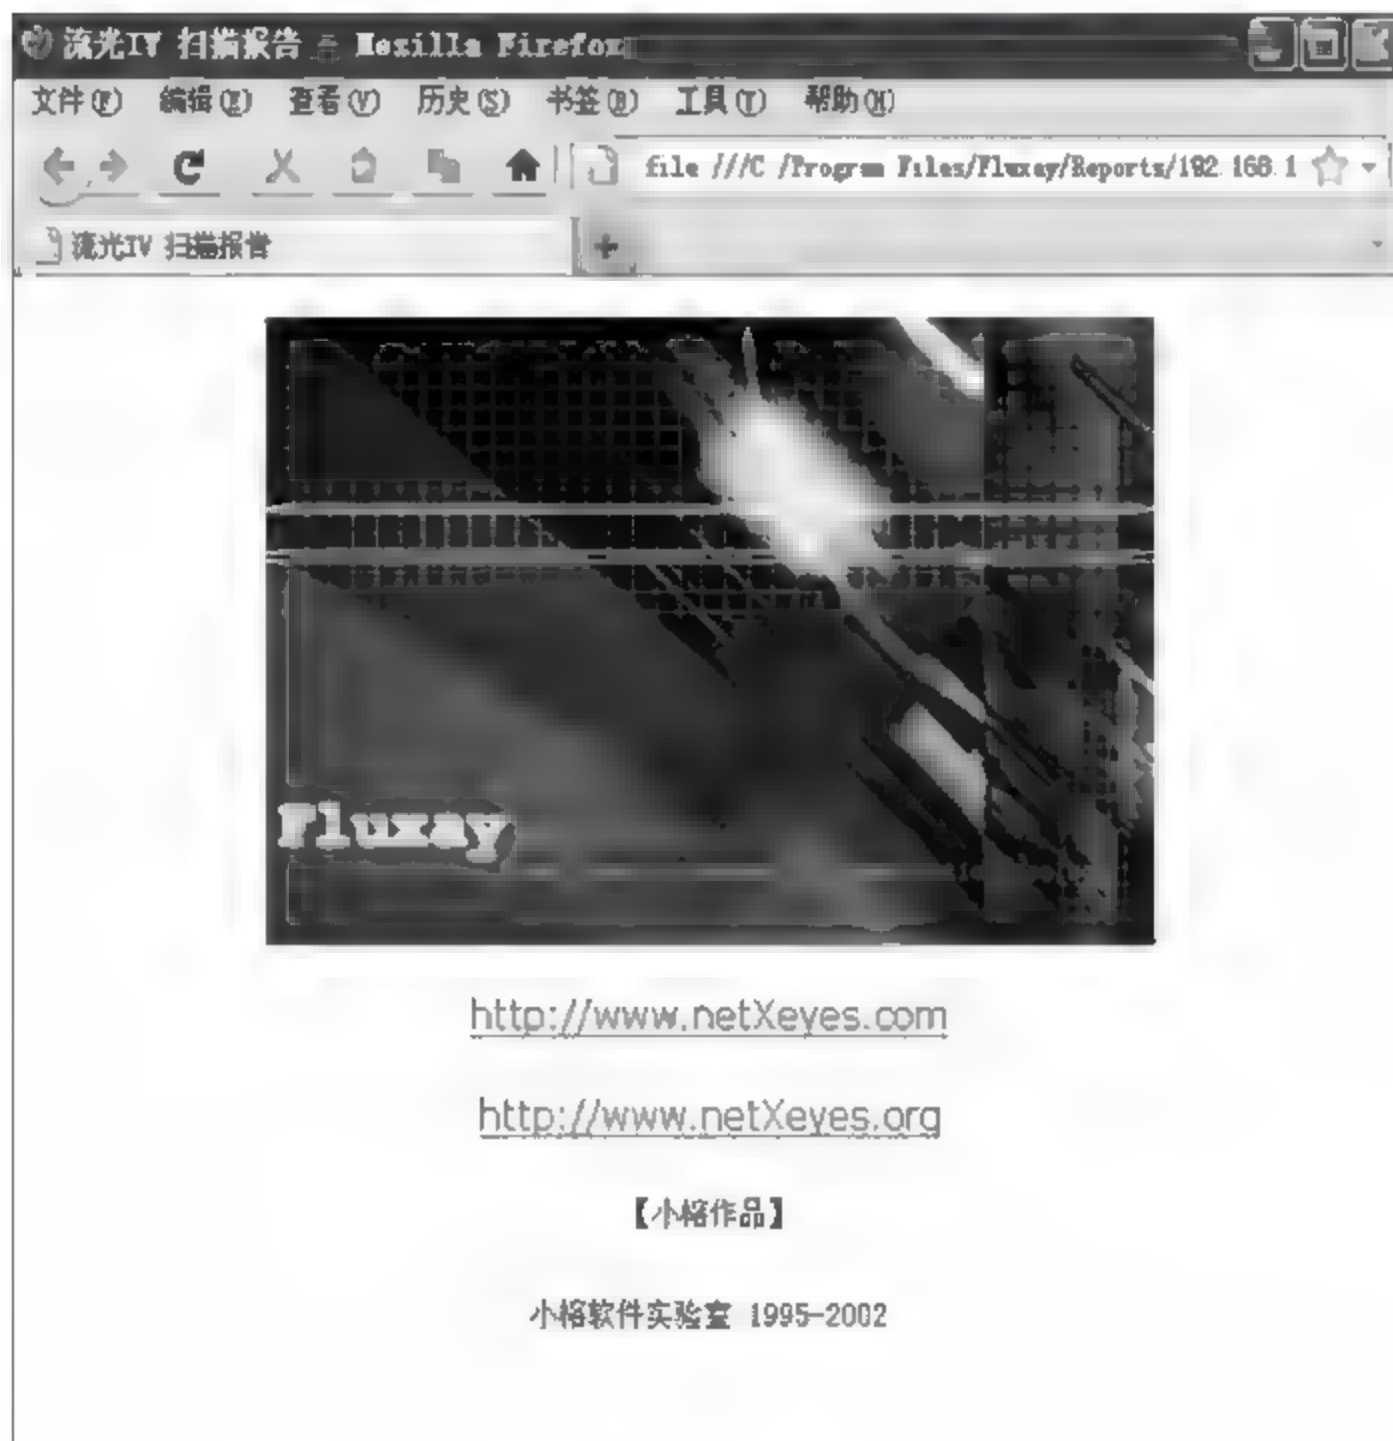 流光IV 扫描报告 - Mozilla Firefox
文件(F) 编辑(E) 查看(V) 历史(S) 书签(B) 工具(T) 帮助(H)
file ///C /Program Files/Fluxay/Reports/192 168.1
流光IV 扫描报告
Fluxay
http://www.netXeyes.com
http://www.netXeyes.org
【小榕作品】
小榕软件实验室 1995-2002